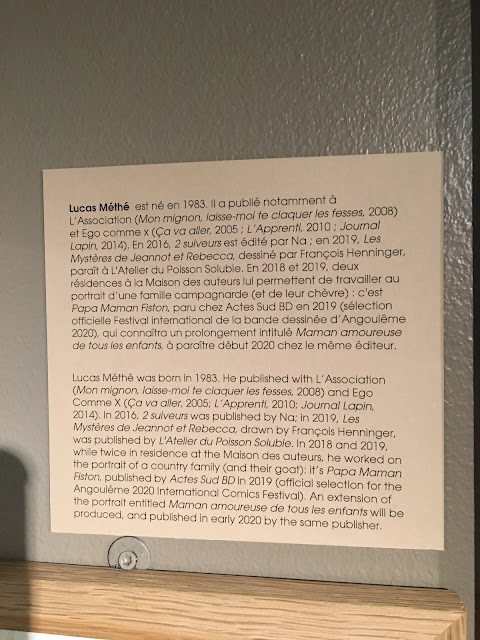 Lucas Méthé est né en 1983. Il a publié notamment à
L'Association (Mon mignon, laisse-moi te claquer les fesses, 2008)
et Ego comme x (Ça va aller, 2005 ; L'Apprenti, 2010 ; Journal
Lapin, 2014). En 2016, 2 suiveurs est édité par Na ; en 2019, Les
Mystères de Jeannot et Rebecca, dessiné par François Henninger,
paraît à L'Atelier du Poisson Soluble. En 2018 et 2019, deux
résidences à la Maison des auteurs lui permettent de travailler au
portrait d'une famille campagnarde (et de leur chèvre) : c'est
Papa Maman Fiston, paru chez Actes Sud BD en 2019 (sélection
officielle Festival international de la bande dessinée d'Angoulême
2020), qui connaîtra un prolongement intitulé Maman amoureuse
de tous les enfants, à paraître début 2020 chez le même éditeur.
Lucas Méthé was born in 1983. He published with L'Association
(Mon mignon, laisse-moi te claquer les fesses, 2008) and Ego
Comme X (Ça va aller, 2005; L'Apprenti, 2010; Journal Lapin,
2014). In 2016, 2 suiveurs was published by Na; in 2019, Les
Mystères de Jeannot et Rebecca, drawn by François Henninger,
was published by L'Atelier du Poisson Soluble. In 2018 and 2019,
while twice in residence at the Maison des auteurs, he worked on
the portrait of a country family (and their goat): it's Papa Maman
Fiston, published by Actes Sud BD in 2019 (official selection for the
Angoulême 2020 International Comics Festival). An extension of
the portrait entitled Maman amoureuse de tous les enfants will be
produced, and published in early 2020 by the same publisher.